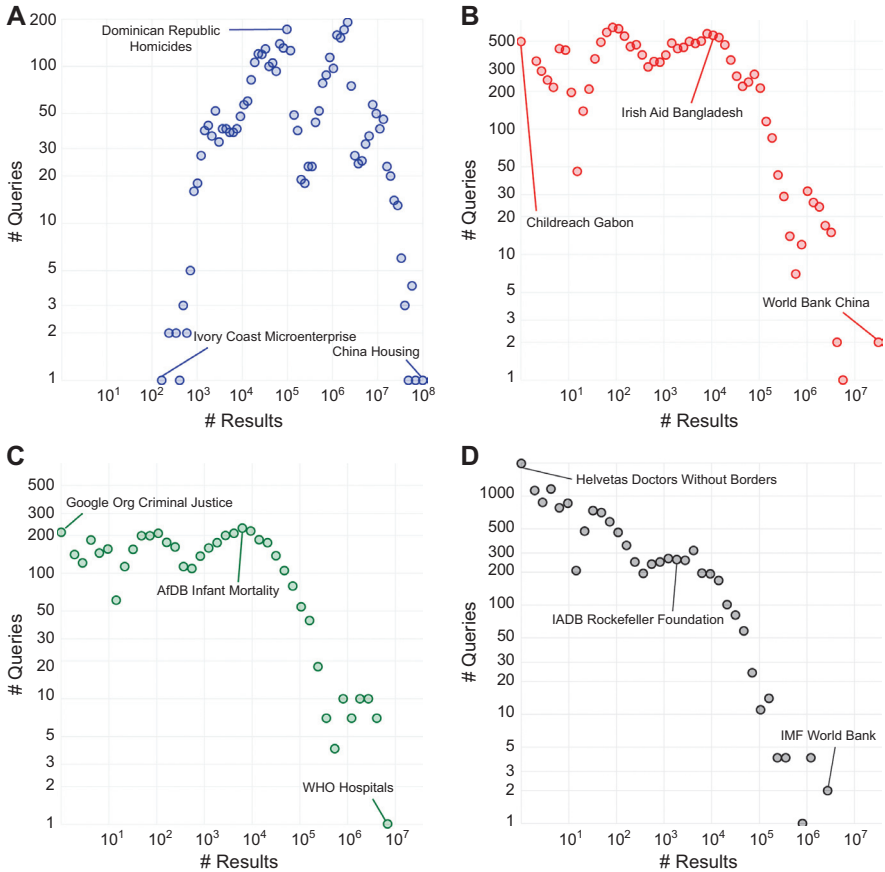 A
200
100
50
30
20
10
5
3
2
1
# Queries
Dominican Republic
Homicides
Ivory Coast Microenterprise
China Housing
10¹ 10² 10³ 10⁴ 10⁵ 10⁶ 10⁷ 10⁸
# Results
B
500
300
200
100
50
30
20
10
5
3
2
1
# Queries
Irish Aid Bangladesh
Childreach Gabon
World Bank China
10¹ 10² 10³ 10⁴ 10⁵ 10⁶ 10⁷
# Results
C
500
300
200
100
50
30
20
10
5
3
2
1
# Queries
Google Org Criminal Justice
AfDB Infant Mortality
WHO Hospitals
10¹ 10² 10³ 10⁴ 10⁵ 10⁶ 10⁷
# Results
D
1000
500
300
200
100
50
30
20
10
5
3
2
1
# Queries
Helvetas Doctors Without Borders
IADB Rockefeller Foundation
IMF World Bank
10¹ 10² 10³ 10⁴ 10⁵ 10⁶ 10⁷
# Results